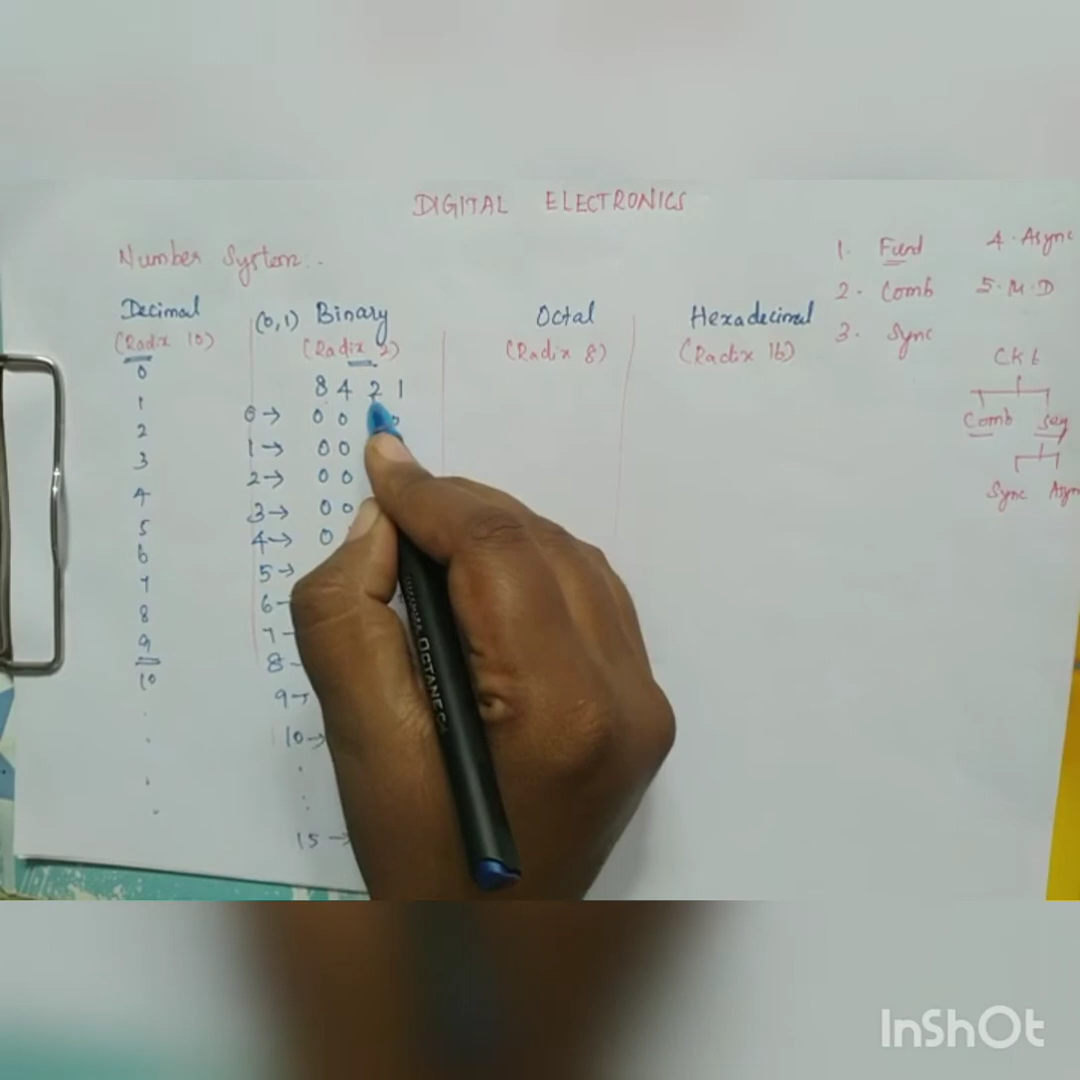 DIGITAL ELECTRONICS
Number System:-
1. Fund 4. Async
2. Comb 5. M.D
3. Sync
Decimal (0,1) Binary Octal Hexadecimal
(Radix 10) (Radix 2) (Radix 8) (Radix 16)
Ckt
Comb Seq
Sync Asyn
0
1
2
3
4
5
6
7
8
9
10
8 4 2 1
0→ 0 0 0
1→ 0 0
2→ 0 0
3→ 0 0
4→ 0
5→
6-
7-
8-
9→
10→
15→
OCTANE
InShOt